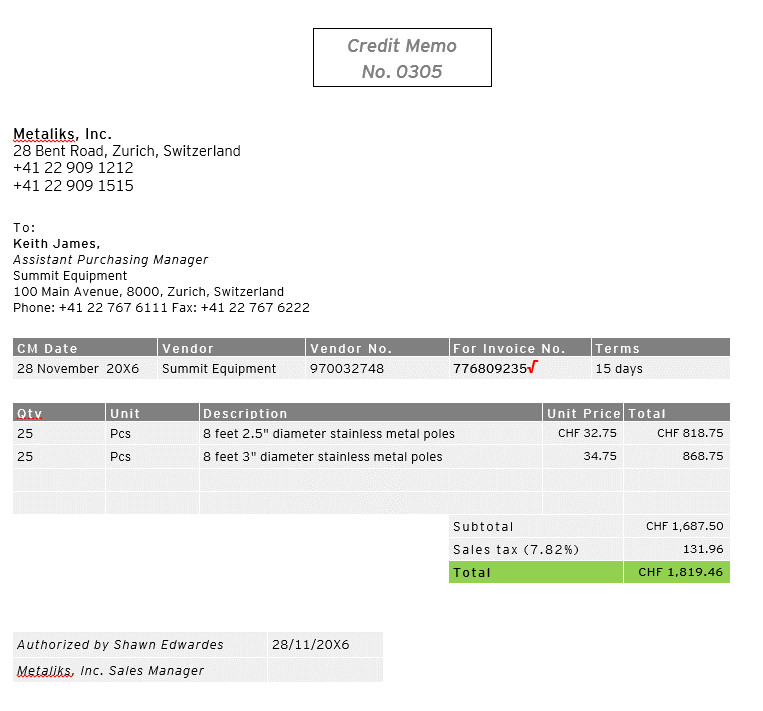 Credit Memo
No. 0305
Metaliks, Inc.
28 Bent Road, Zurich, Switzerland
+41 22 909 1212
+41 22 909 1515
To:
Keith James,
Assistant Purchasing Manager
Summit Equipment
100 Main Avenue, 8000, Zurich, Switzerland
Phone: +41 22 767 6111 Fax: +41 22 767 6222
CM Date Vendor Vendor No. For Invoice No. Terms
28 November 20X6 Summit Equipment 970032748 776809235√ 15 days
Qty Unit Description Unit Price Total
25 Pcs 8 feet 2.5" diameter stainless metal poles CHF 32.75 CHF 818.75
25 Pcs 8 feet 3" diameter stainless metal poles 34.75 868.75
Subtotal CHF 1,687.50
Sales tax (7.82%) 131.96
Total CHF 1,819.46
Authorized by Shawn Edwardes 28/11/20X6
Metaliks, Inc. Sales Manager